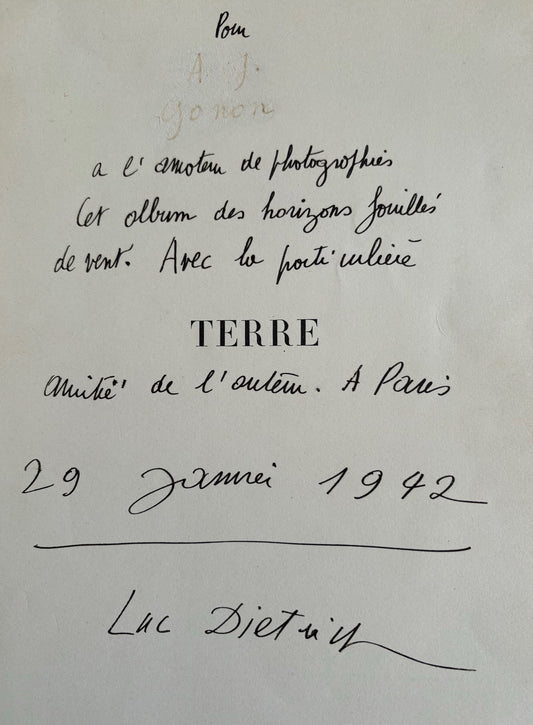 Pour
A J.
Gonon
a l'amateur de photographies
Cet album des horizons fouillés
de vent. Avec la particulière
TERRE
amitié de l'auteur. A Paris
29 Janvier 1942
Luc Dietrich